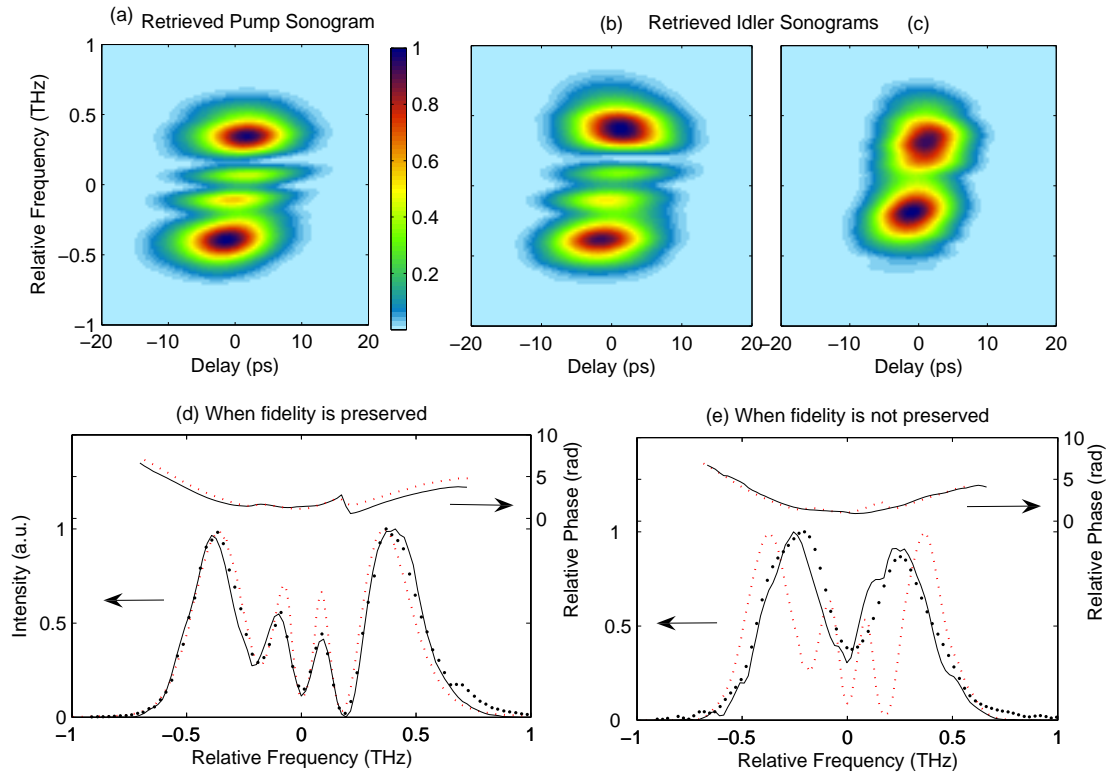 (a)
Retrieved Pump Sonogram
(b)
Retrieved Idler Sonograms
(c)
Relative Frequency (THz)
1
0.5
0
−0.5
−1
−20
−10
0
10
20
Delay (ps)
1
0.8
0.6
0.4
0.2
−20
−10
0
10
20
Delay (ps)
−20
−10
0
10
20
Delay (ps)
(d) When fidelity is preserved
Intensity (a.u.)
1
0.5
0
10
5
0
Relative Phase (rad)
−1
−0.5
0
0.5
1
Relative Frequency (THz)
(e) When fidelity is not preserved
1
0.5
0
10
5
0
Relative Phase (rad)
−1
−0.5
0
0.5
1
Relative Frequency (THz)